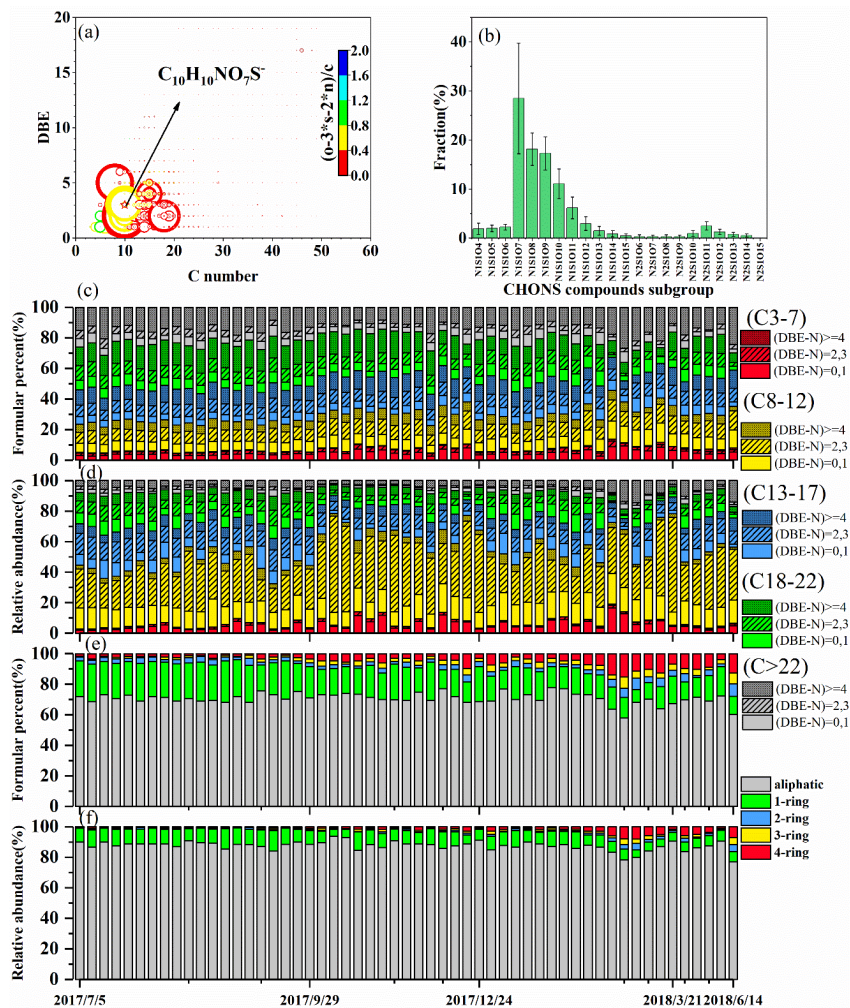 (a)
20
15
10
5
0
DBE
C10H10NO7S-
2.0
1.6
1.2
0.8
0.4
0.0
(o-3*s-2*n)/c
0 10 20 30 40 50 60
C number
(b)
40
30
20
10
0
Fraction(%)
N1S1O4 N1S1O5 N1S1O6 N1S1O7 N1S1O8 N1S1O9 N1S1O10 N1S1O11 N1S1O12 N1S1O13 N1S1O14 N1S1O15 N2S1O6 N2S1O7 N2S1O8 N2S1O9 N2S1O10 N2S1O11 N2S1O12 N2S1O13 N2S1O14 N2S1O15
CHONS compounds subgroup
(c)
100
80
60
40
20
0
Formular percent(%)
(d)
100
80
60
40
20
0
Relative abundance(%)
(e)
100
80
60
40
20
0
Formular percent(%)
(f)
100
80
60
40
20
0
Relative abundance(%)
2017/7/5 2017/9/29 2017/12/24 2018/3/21 2018/6/14
(C3-7)
(DBE-N)>=4
(DBE-N)=2,3
(DBE-N)=0,1
(C8-12)
(DBE-N)>=4
(DBE-N)=2,3
(DBE-N)=0,1
(C13-17)
(DBE-N)>=4
(DBE-N)=2,3
(DBE-N)=0,1
(C18-22)
(DBE-N)>=4
(DBE-N)=2,3
(DBE-N)=0,1
(C>22)
(DBE-N)>=4
(DBE-N)=2,3
(DBE-N)=0,1
aliphatic
1-ring
2-ring
3-ring
4-ring